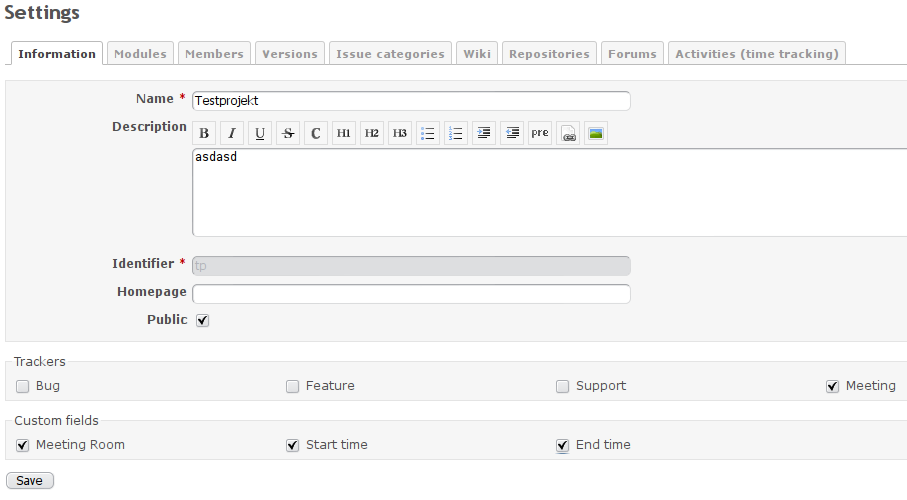 Settings
Information Modules Members Versions Issue categories Wiki Repositories Forums Activities (time tracking)
Name * Testprojekt
Description B I U S C H1 H2 H3 pre
asdasd
Identifier * tp
Homepage
Public
Trackers
Bug Feature Support Meeting
Custom fields
Meeting Room Start time End time
Save